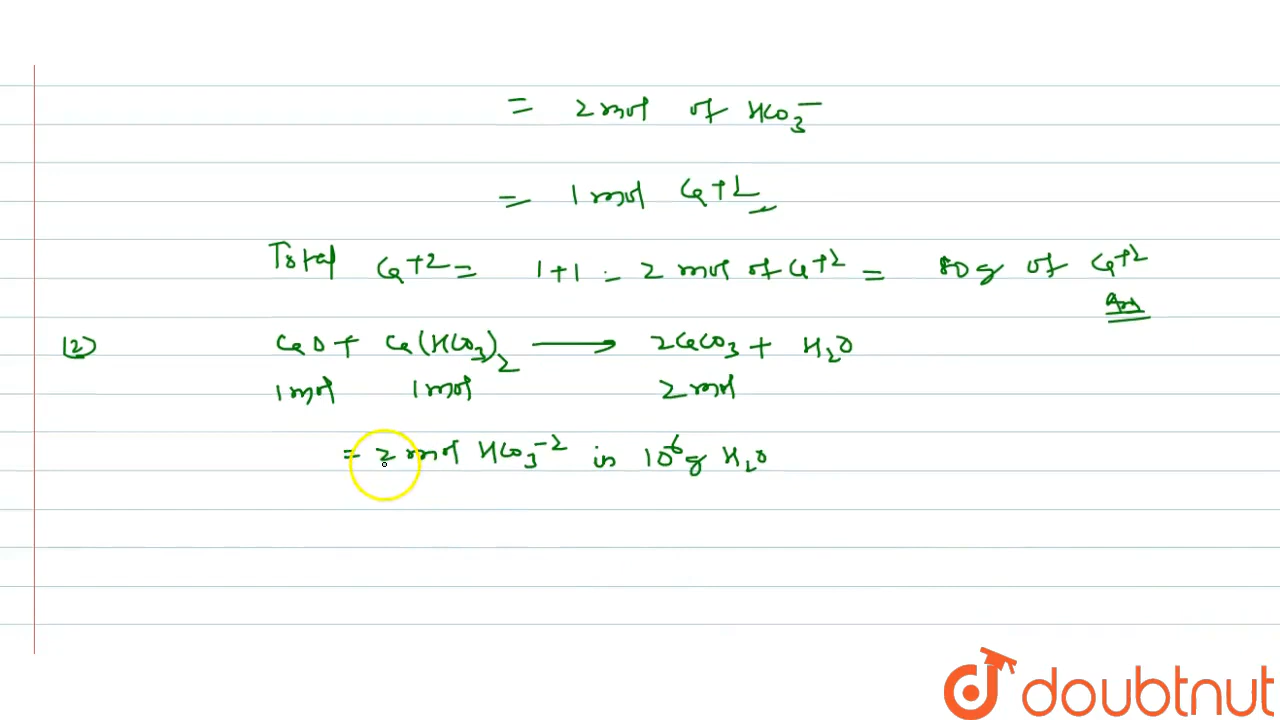 = 2 mol of HCO3−
= 1 mol Ca+2
Total Ca+2 = 1+1 = 2 mol of Ca+2 = 80g of Ca+2
Ans
(2) CaO + Ca(HCO3)2 ⟶ 2CaCO3 + H2O
1 mol 1 mol 2 mol
= 2 mol HCO3−2 in 10^6 g H2O
doubtnut